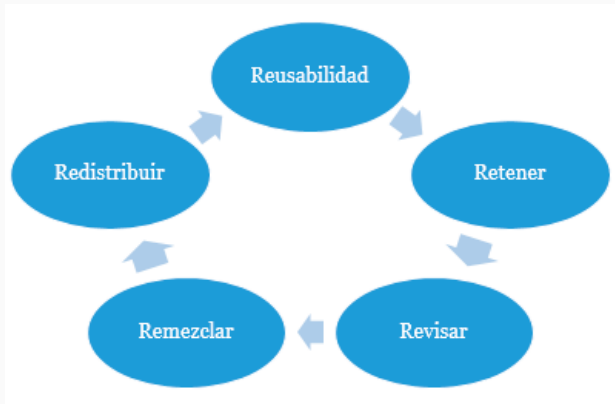 Reusabilidad
Retener
Revisar
Remezclar
Redistribuir